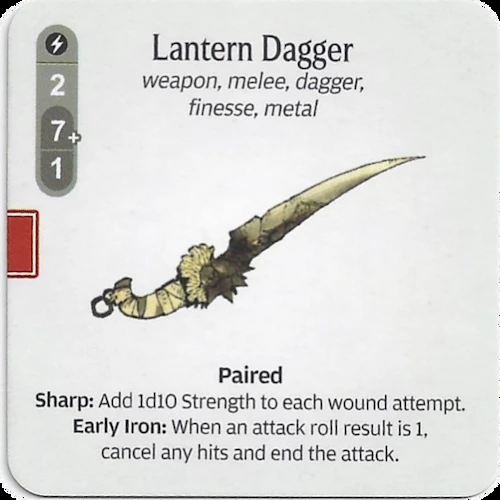 Lantern Dagger
weapon, melee, dagger,
finesse, metal
2
7+
1
Paired
Sharp: Add 1d10 Strength to each wound attempt.
Early Iron: When an attack roll result is 1,
cancel any hits and end the attack.